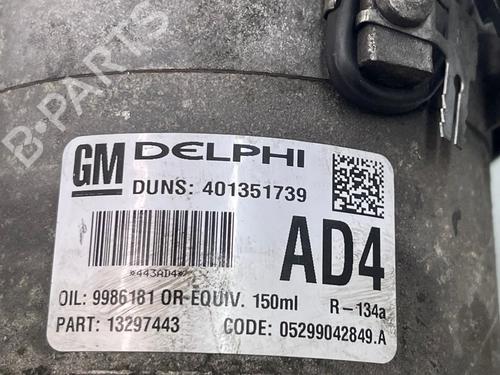 B-PARTS
GM DELPHI
DUNS: 401351739
*443AD4*
AD4
OIL: 9986181 OR-EQUIV. 150ml R-134a
PART: 13297443 CODE: 05299042849.A